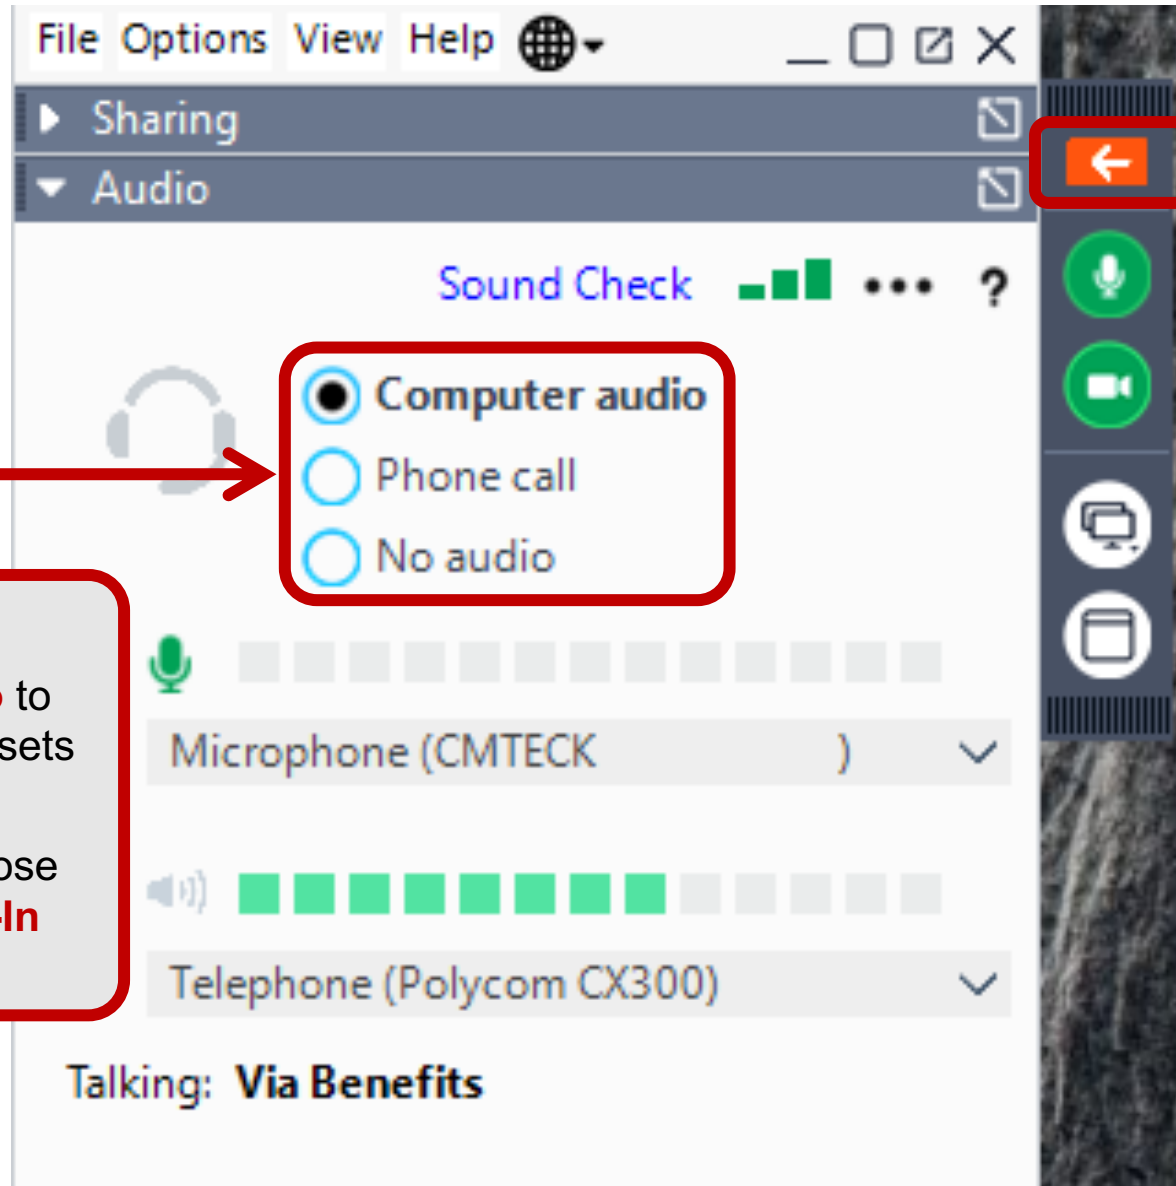 File Options View Help
Sharing
Audio
Sound Check ••• ?
Computer audio
Phone call
No audio
to
sets
Microphone (CMTECK )
-In
Telephone (Polycom CX300)
Talking: Via Benefits